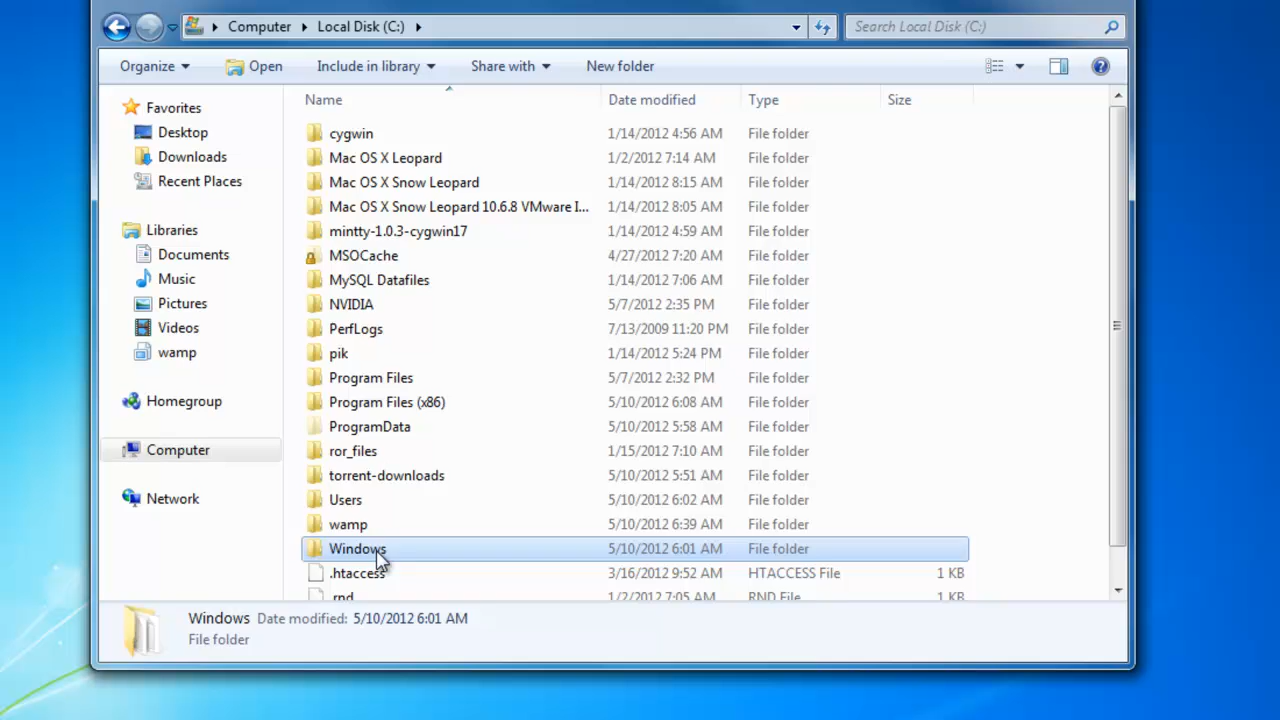 Computer Local Disk (C:) Search Local Disk (C:)
Organize Open Include in library Share with New folder
Name Date modified Type Size
Favorites
Desktop
Downloads
Recent Places
Libraries
Documents
Music
Pictures
Videos
wamp
Homegroup
Computer
Network
cygwin 1/14/2012 4:56 AM File folder
Mac OS X Leopard 1/2/2012 7:14 AM File folder
Mac OS X Snow Leopard 1/14/2012 8:15 AM File folder
Mac OS X Snow Leopard 10.6.8 VMware I... 1/14/2012 8:05 AM File folder
mintty-1.0.3-cygwin17 1/14/2012 4:59 AM File folder
MSOCache 4/27/2012 7:20 AM File folder
MySQL Datafiles 1/14/2012 7:06 AM File folder
NVIDIA 5/7/2012 2:35 PM File folder
PerfLogs 7/13/2009 11:20 PM File folder
pik 1/14/2012 5:24 PM File folder
Program Files 5/7/2012 2:32 PM File folder
Program Files (x86) 5/10/2012 6:08 AM File folder
ProgramData 5/10/2012 5:58 AM File folder
ror_files 1/15/2012 7:10 AM File folder
torrent-downloads 5/10/2012 5:51 AM File folder
Users 5/10/2012 6:02 AM File folder
wamp 5/10/2012 6:39 AM File folder
Windows 5/10/2012 6:01 AM File folder
.htaccess 3/16/2012 9:52 AM HTACCESS File 1 KB
.rnd 1/2/2012 7:05 AM RND File 1 KB
Windows Date modified: 5/10/2012 6:01 AM
File folder